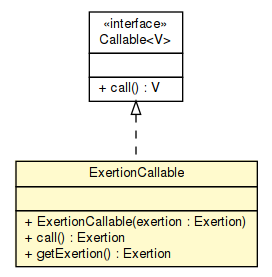 «interface»
Callable<V>
+ call() : V
ExertionCallable
+ ExertionCallable(exertion : Exertion)
+ call() : Exertion
+ getExertion() : Exertion